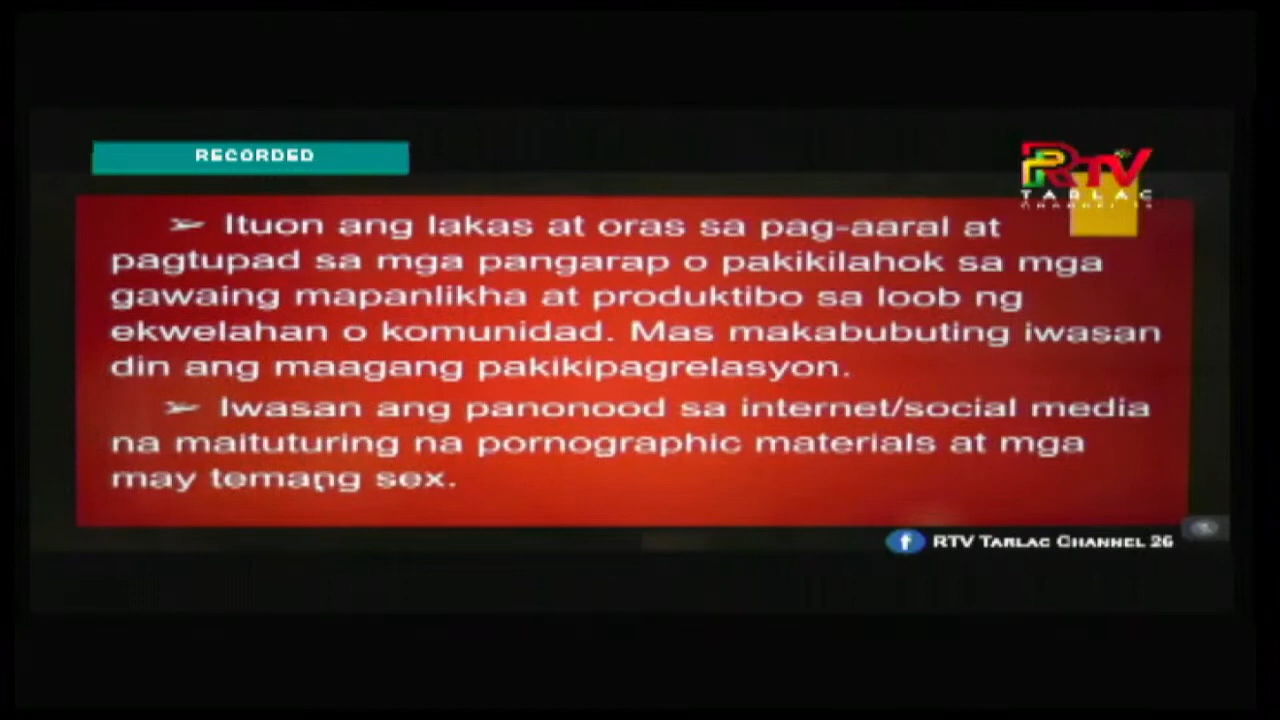 RECORDED
RTV
TARLAC
➢ Ituon ang lakas at oras sa pag-aaral at
pagtupad sa mga pangarap o pakikilahok sa mga
gawaing mapanlikha at produktibo sa loob ng
ekwelahan o komunidad. Mas makabubuting iwasan
din ang maagang pakikipagrelasyon.
➢ Iwasan ang panonood sa internet/social media
na maituturing na pornographic materials at mga
may temang sex.
RTV TARLAC CHANNEL 26